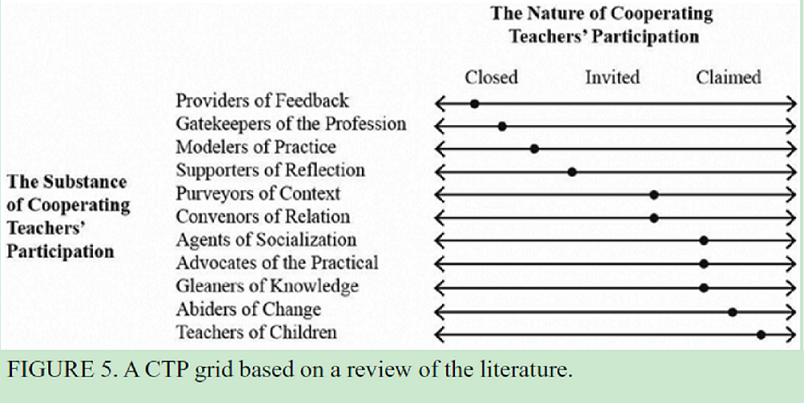 The Nature of Cooperating
Teachers' Participation
Closed Invited Claimed
Providers of Feedback
Gatekeepers of the Profession
Modelers of Practice
Supporters of Reflection
The Substance
of Cooperating
Teachers'
Participation
Purveyors of Context
Convenors of Relation
Agents of Socialization
Advocates of the Practical
Gleaners of Knowledge
Abiders of Change
Teachers of Children
FIGURE 5. A CTP grid based on a review of the literature.